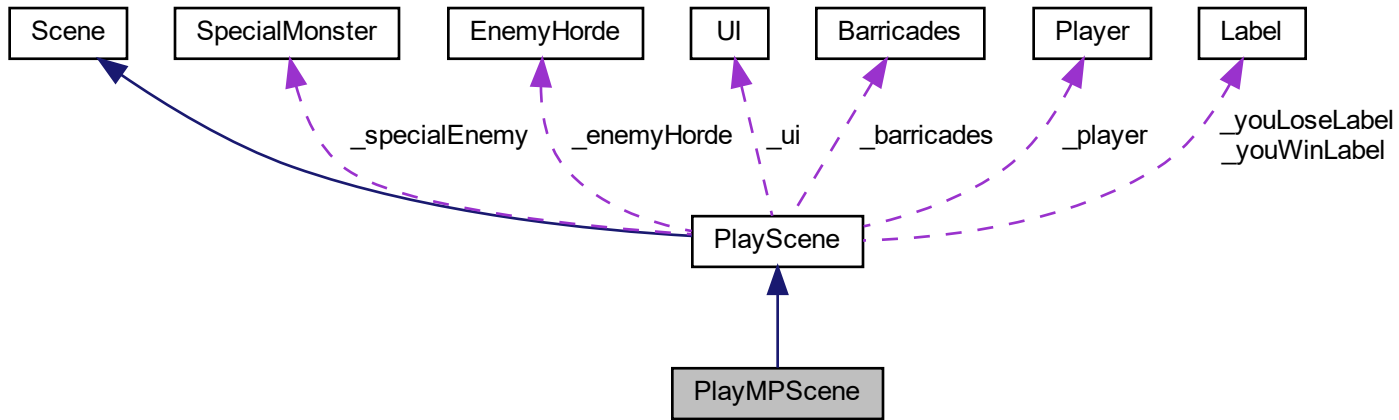 Scene
SpecialMonster
EnemyHorde
UI
Barricades
Player
Label
_specialEnemy
_enemyHorde
_ui
_barricades
_player
_youLoseLabel
_youWinLabel
PlayScene
PlayMPScene